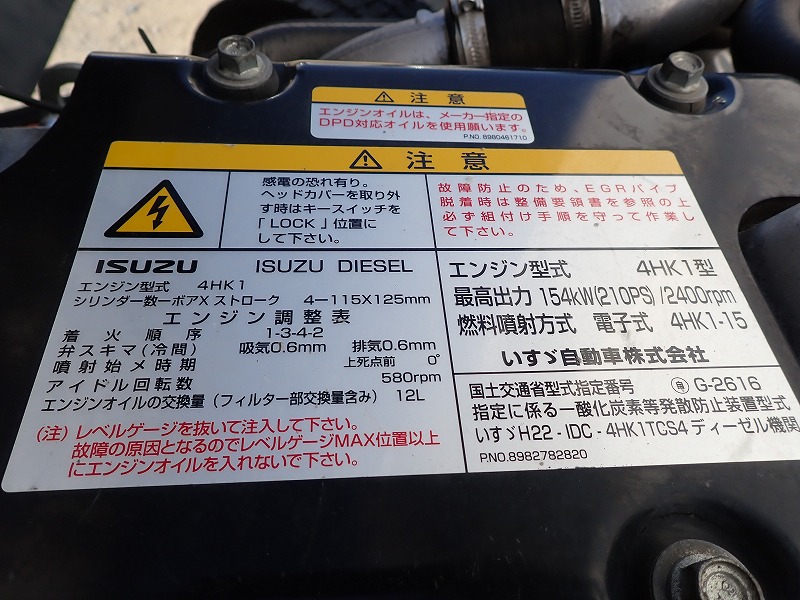 ⚠ 注意
エンジンオイルは、メーカー指定の
DPD対応オイルを使用願います。
P.NO. 8980461710
⚠ 注意
感電の恐れ有り。
ヘッドカバーを取り外
す時はキースイッチを
「LOCK」位置に
して下さい。
故障防止のため、EGRパイプ
脱着時は整備要領書を参照の上
必ず組付け手順を守って作業し
て下さい。
ISUZU ISUZU DIESEL
エンジン型式 4HK1
シリンダー数ーボアXストローク 4ー115X125mm
エンジン調整表
着火順序 1-3-4-2
弁スキマ(冷間) 吸気0.6mm 排気0.6mm
噴射始メ時期 上死点前 0°
アイドル回転数 580rpm
エンジンオイルの交換量(フィルター部交換量含み) 12L
(注)レベルゲージを抜いて注入して下さい。
故障の原因となるのでレベルゲージMAX位置以上
にエンジンオイルを入れないで下さい。
エンジン型式 4HK1型
最高出力 154kW(210PS)/2400rpm
燃料噴射方式 電子式 4HK1-15
いすゞ自動車株式会社
国土交通省型式指定番号 G-2616
指定に係る一酸化炭素等発散防止装置型式
いすゞH22-IDC-4HK1TCS4ディーゼル機関
P.NO.8982782820